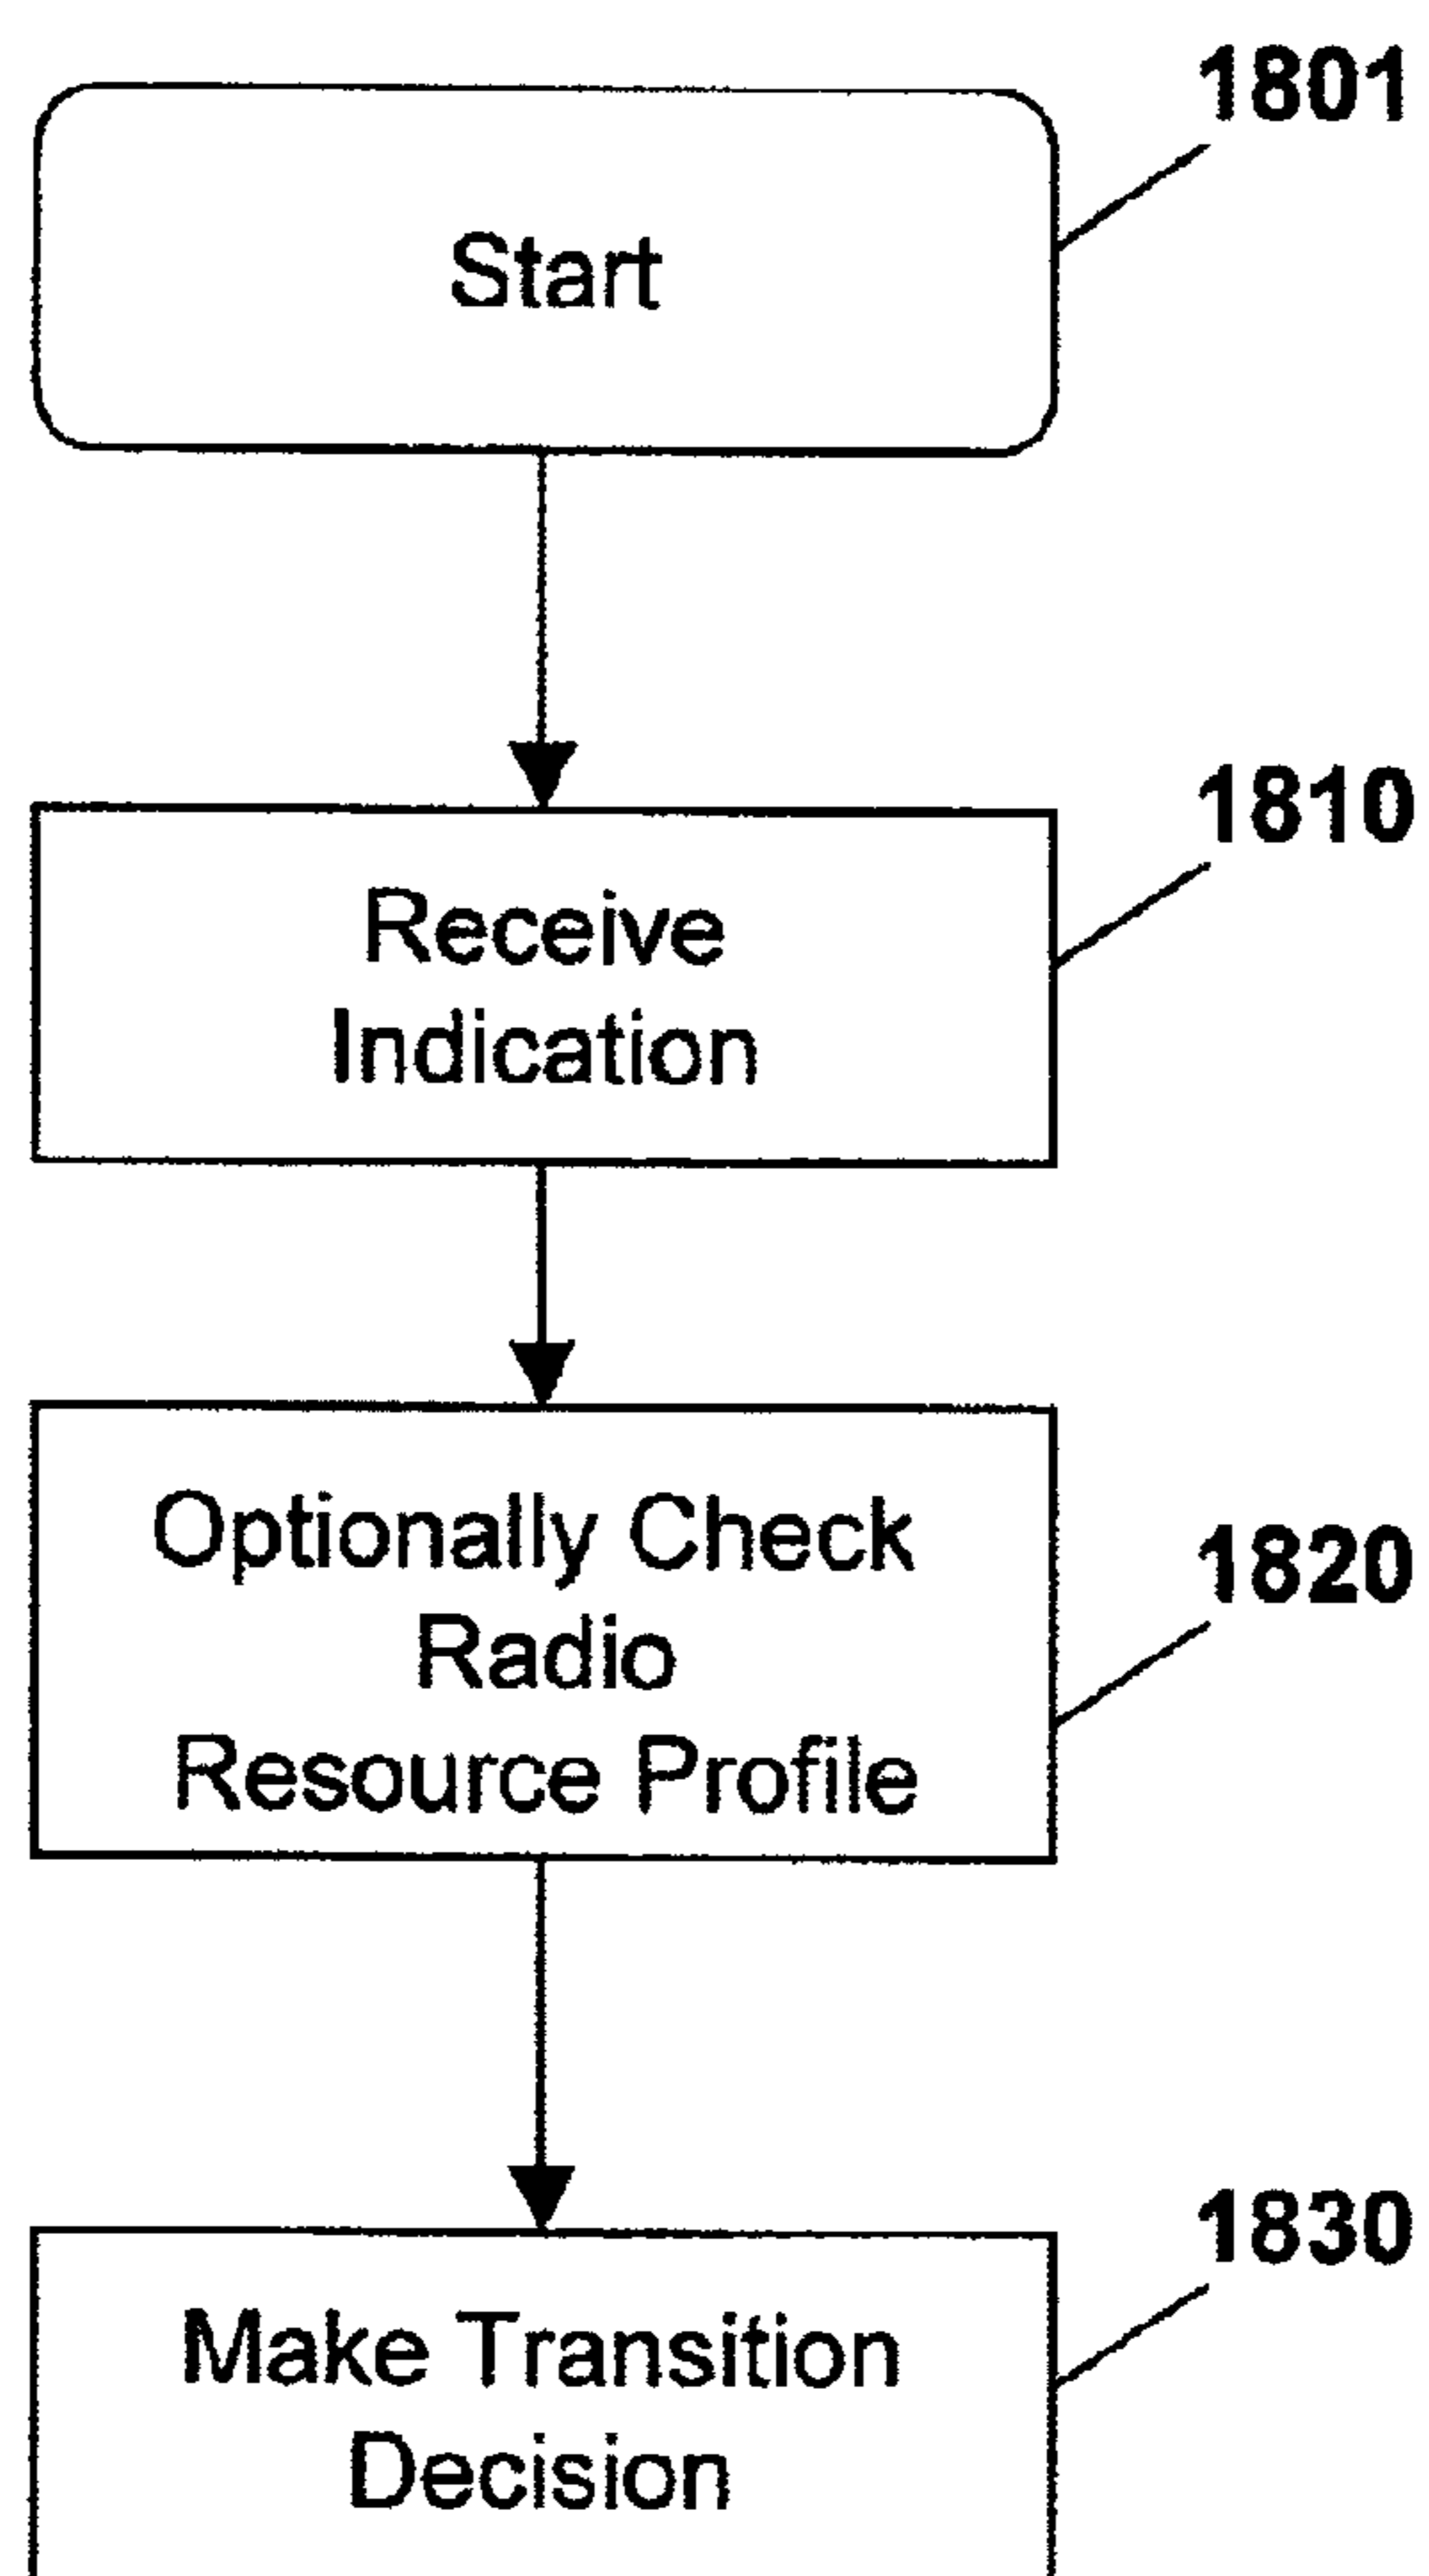 1801
Start
1810
Receive
Indication
Optionally Check
Radio
Resource Profile
1820
1830
Make Transition
Decision